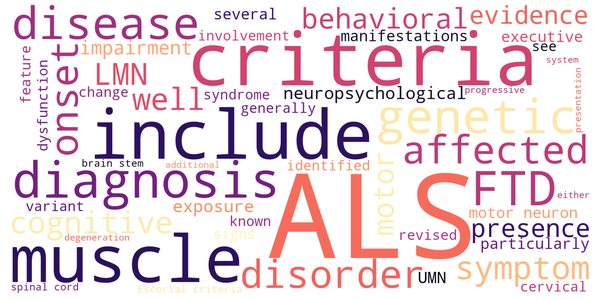 disease
several
behavioral
evidence
feature
impairment
involvement
manifestations
executive
criteria
see
system
dysfunction
onset
LMN
change
well
syndrome
neuropsychological
progressive
generally
include
genetic
presentation
affected
brain stem
additional
identified
diagnosis
ALS
motor
FTD
either
variant
exposure
cognitive
known
signs
motor neuron
revised
presence
particularly
degeneration
muscle
disorder
UMN
symptom
spinal cord
Escorial criteria
cervical